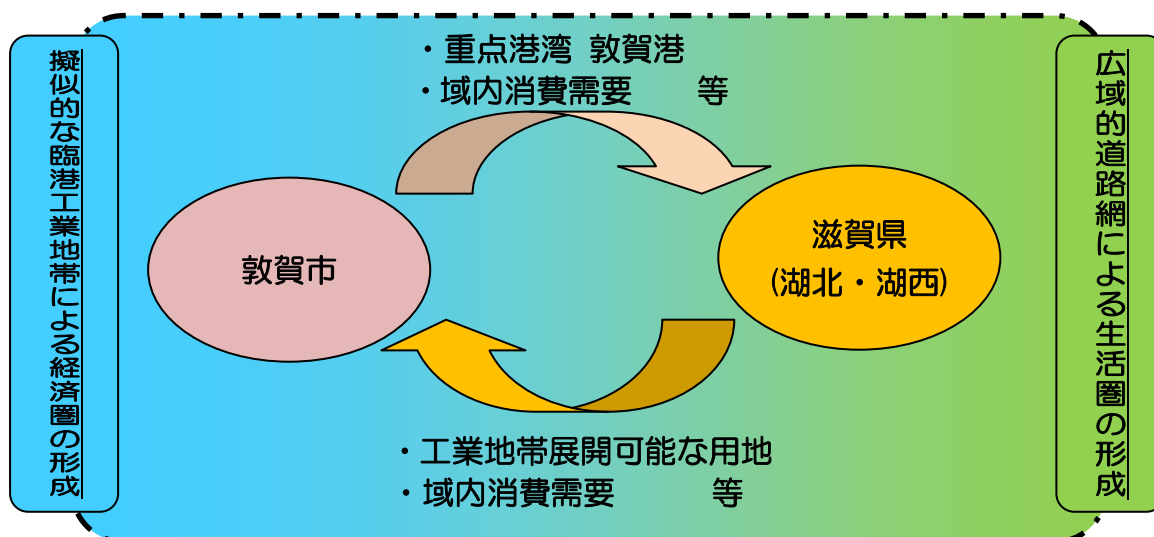 擬似的な臨港工業地帯による経済圏の形成
・重点港湾 敦賀港
・域内消費需要 等
敦賀市
滋賀県
(湖北・湖西)
・工業地帯展開可能な用地
・域内消費需要 等
広域的道路網による生活圏の形成